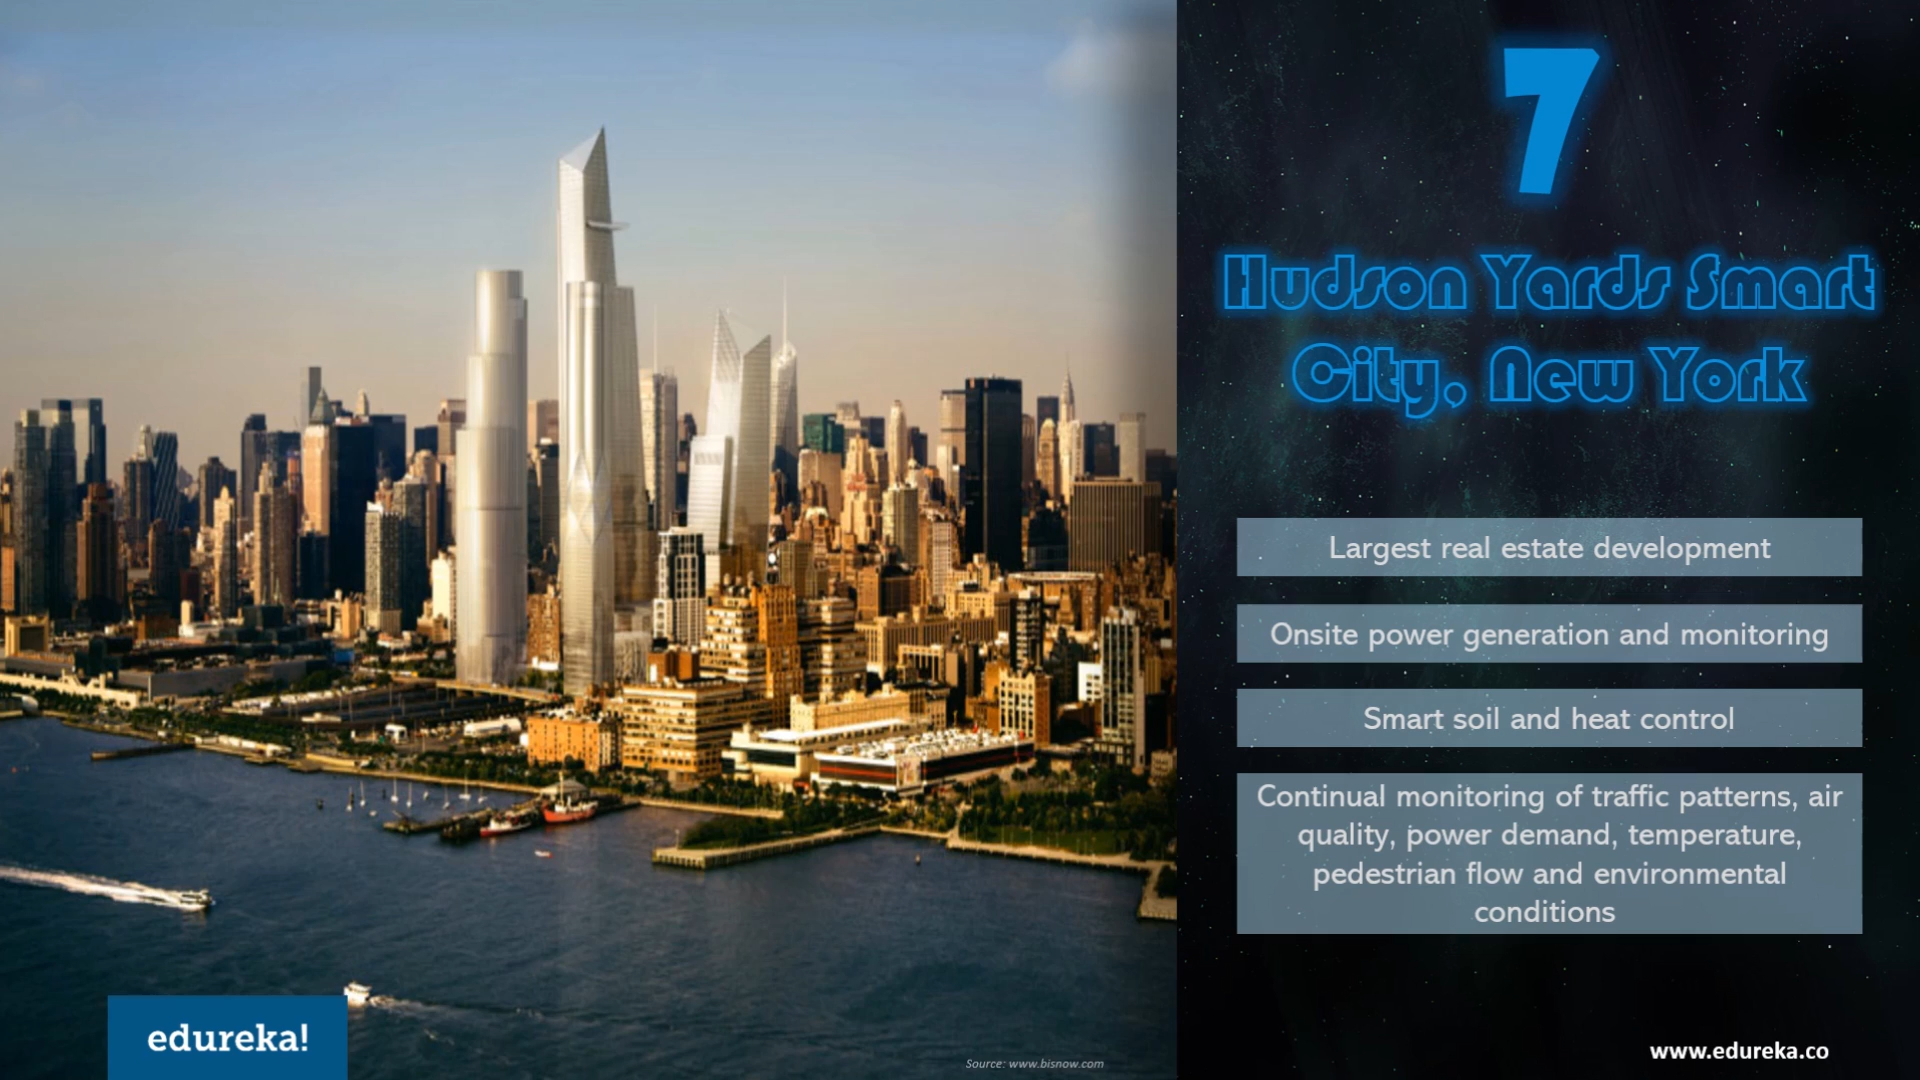 7
Hudson Yards Smart
City, New York
Largest real estate development
Onsite power generation and monitoring
Smart soil and heat control
Continual monitoring of traffic patterns, air
quality, power demand, temperature,
pedestrian flow and environmental
conditions
edureka!
Source: www.bisnow.com
www.edureka.co